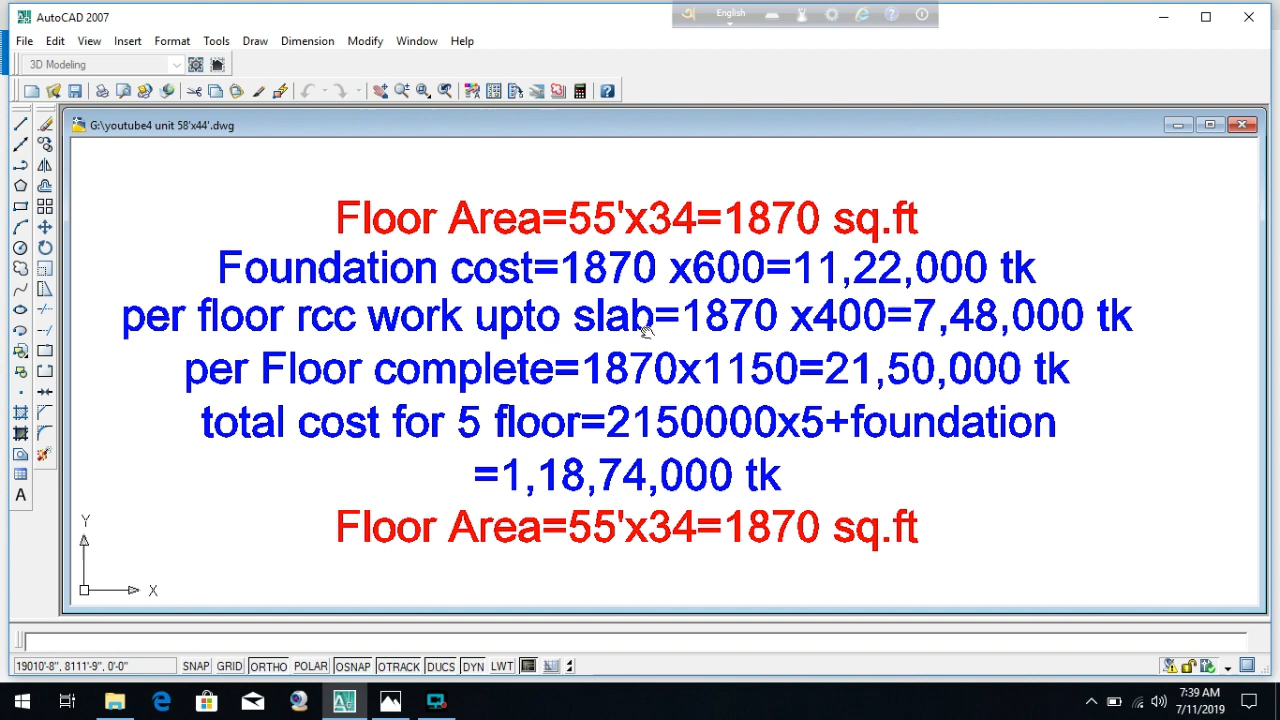 AutoCAD 2007
English
File Edit View Insert Format Tools Draw Dimension Modify Window Help
3D Modeling
G:\youtube4 unit 58'x44'.dwg
Floor Area=55'x34=1870 sq.ft
Foundation cost=1870 x600=11,22,000 tk
per floor rcc work upto slab=1870 x400=7,48,000 tk
per Floor complete=1870x1150=21,50,000 tk
total cost for 5 floor=2150000x5+foundation
=1,18,74,000 tk
Floor Area=55'x34=1870 sq.ft
Y
X
A
19010'-8", 8111'-9", 0'-0" SNAP GRID ORTHO POLAR OSNAP OTRACK DUCS DYN LWT
7:39 AM
7/11/2019